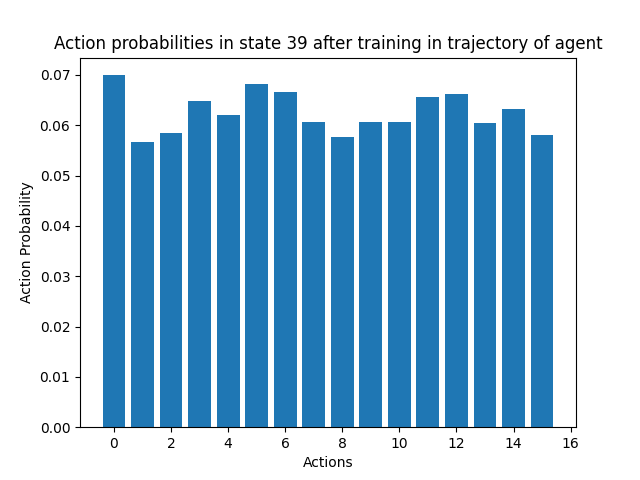 Action probabilities in state 39 after training in trajectory of agent
0.07
0.06
0.05
0.04
0.03
0.02
0.01
0.00
Action Probability
0 2 4 6 8 10 12 14 16
Actions